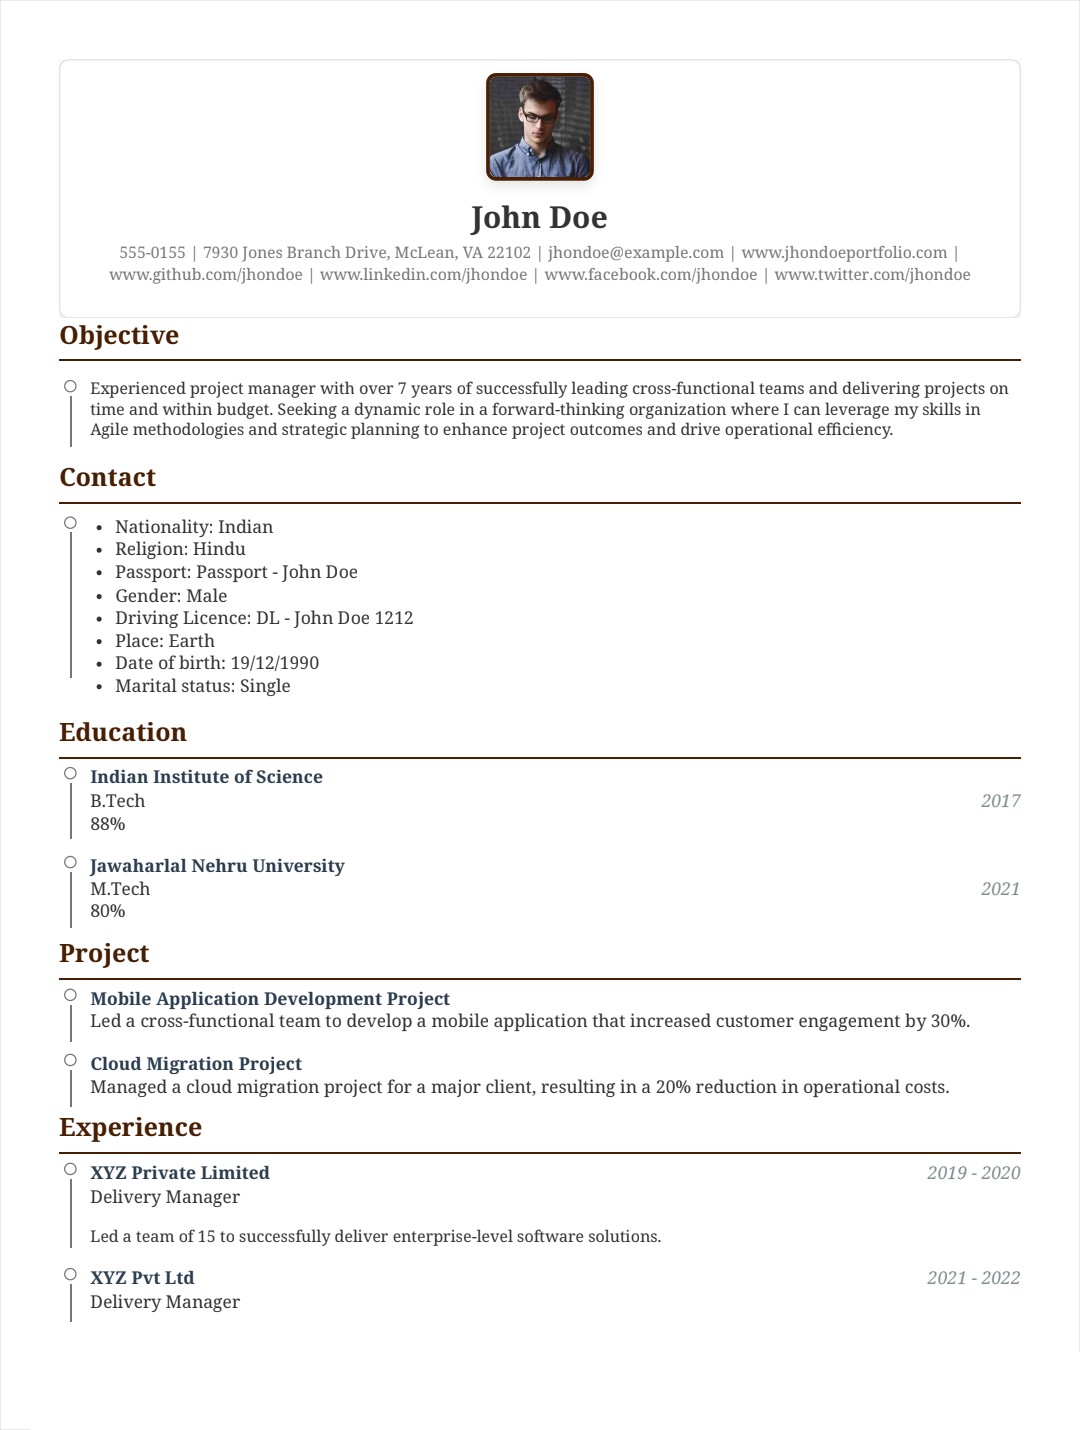 John Doe
555-0155 | 7930 Jones Branch Drive, McLean, VA 22102 | jhondoe@example.com | www.jhondoeportfolio.com |
www.github.com/jhondoe | www.linkedin.com/jhondoe | www.facebook.com/jhondoe | www.twitter.com/jhondoe
Objective
Experienced project manager with over 7 years of successfully leading cross-functional teams and delivering projects on
time and within budget. Seeking a dynamic role in a forward-thinking organization where I can leverage my skills in
Agile methodologies and strategic planning to enhance project outcomes and drive operational efficiency.
Contact
• Nationality: Indian
• Religion: Hindu
• Passport: Passport - John Doe
• Gender: Male
• Driving Licence: DL - John Doe 1212
• Place: Earth
• Date of birth: 19/12/1990
• Marital status: Single
Education
Indian Institute of Science
B.Tech 2017
88%
Jawaharlal Nehru University
M.Tech 2021
80%
Project
Mobile Application Development Project
Led a cross-functional team to develop a mobile application that increased customer engagement by 30%.
Cloud Migration Project
Managed a cloud migration project for a major client, resulting in a 20% reduction in operational costs.
Experience
XYZ Private Limited 2019 - 2020
Delivery Manager
Led a team of 15 to successfully deliver enterprise-level software solutions.
XYZ Pvt Ltd 2021 - 2022
Delivery Manager